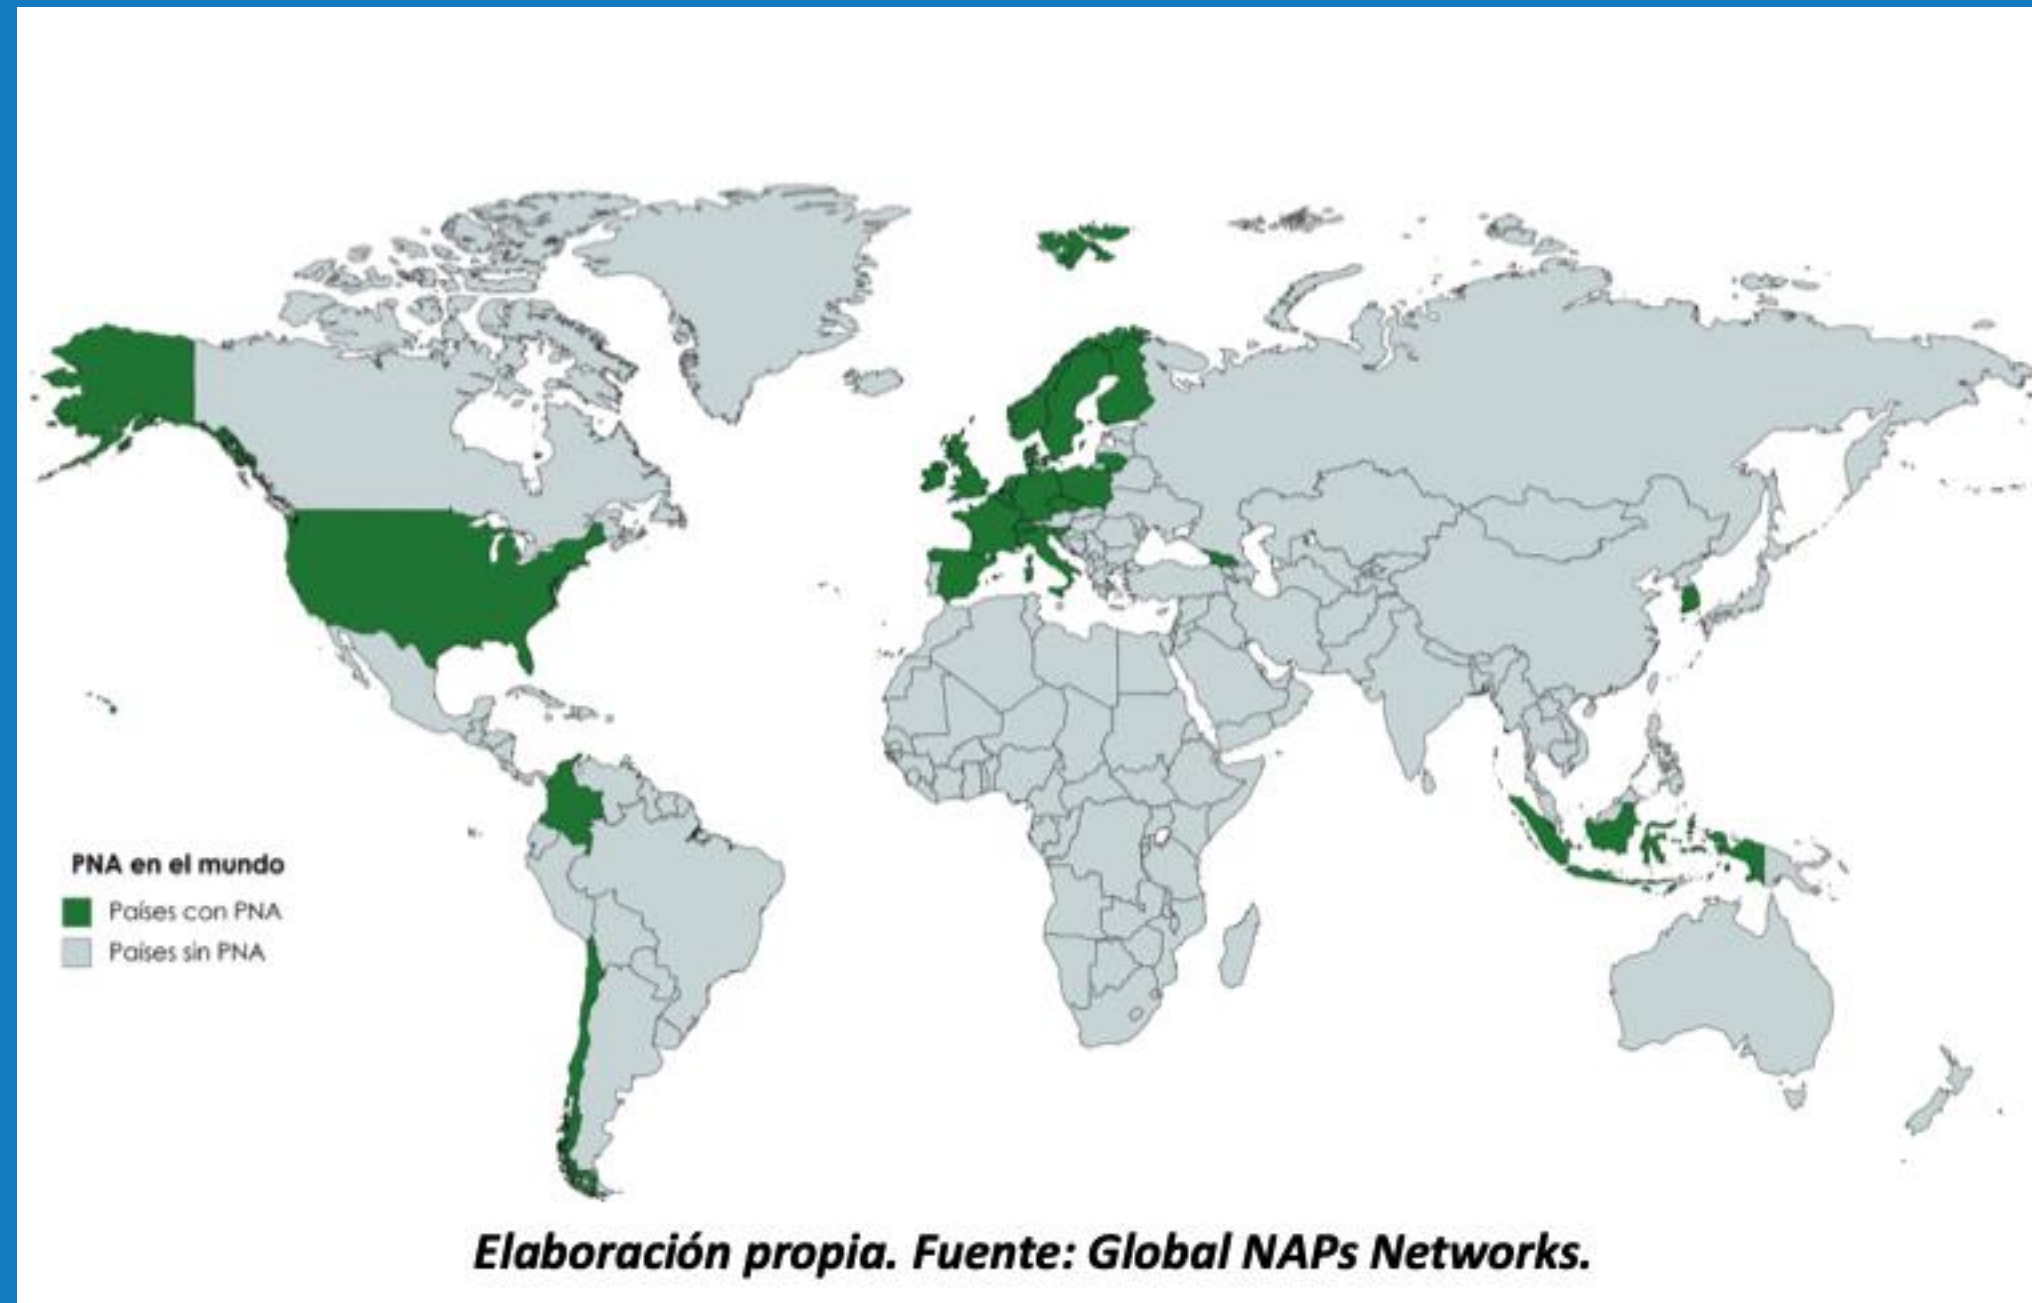 PNA en el mundo
Países con PNA
Países sin PNA
Elaboración propia. Fuente: Global NAPs Networks.